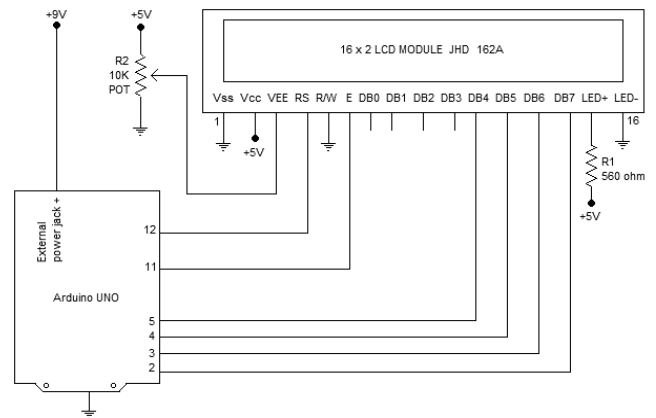 +9V
+5V
R2
10K
POT
16 x 2 LCD MODULE JHD 162A
Vss Vcc VEE RS R/W E DB0 DB1 DB2 DB3 DB4 DB5 DB6 DB7 LED+ LED-
1
16
+5V
R1
560 ohm
+5V
External
power jack +
12
11
Arduino UNO
5
4
3
2